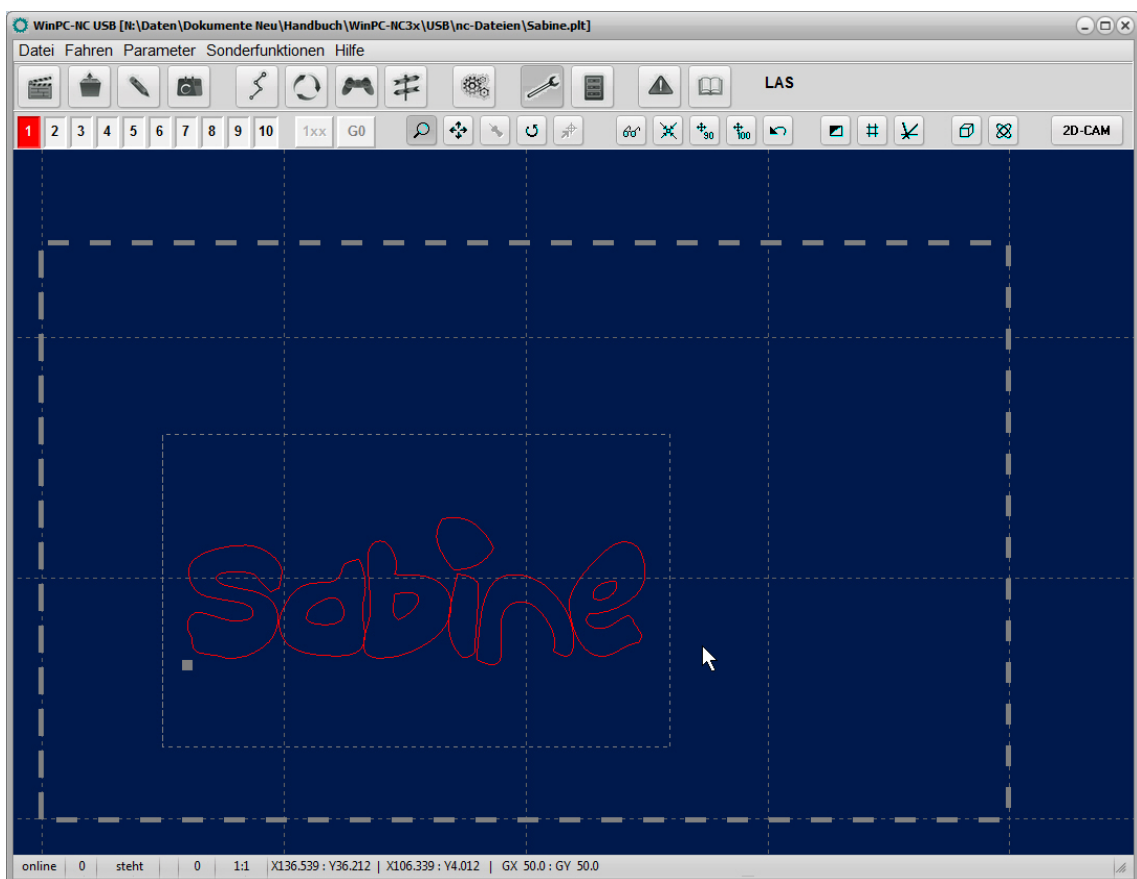 WinPC-NC USB [N:\Daten\Dokumente Neu\Handbuch\WinPC-NC3x\USB\nc-Dateien\Sabine.plt]
Datei Fahren Parameter Sonderfunktionen Hilfe
LAS
1 2 3 4 5 6 7 8 9 10 1xx G0 90 100 2D-CAM
Sabine
online 0 steht 0 1:1 X136.539 : Y36.212 | X106.339 : Y4.012 | GX 50.0 : GY 50.0